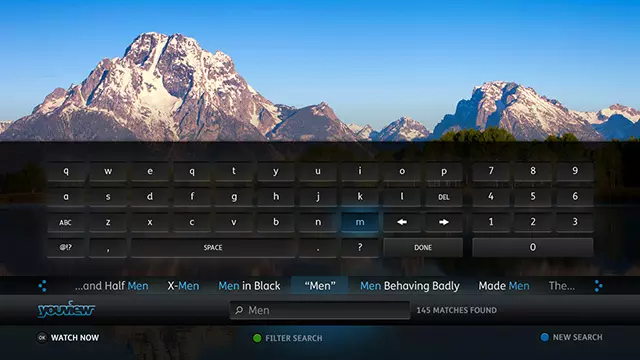 q w e q t y u i o p 7 8 9
a s d f g h j k l DEL 4 5 6
ABC z x c v b n m 1 2 3
@!? , SPACE . ? DONE 0
...and Half Men X-Men Men in Black “Men” Men Behaving Badly Made Men The...
youview Men 145 MATCHES FOUND
OK WATCH NOW FILTER SEARCH NEW SEARCH